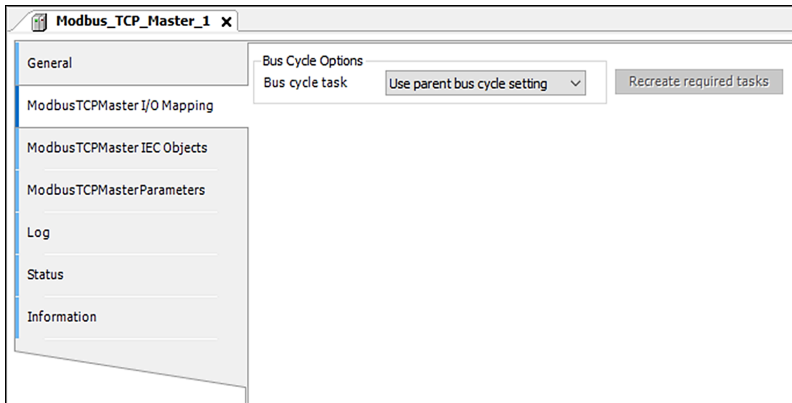 Modbus_TCP_Master_1
General
ModbusTCPMaster I/O Mapping
ModbusTCPMaster IEC Objects
ModbusTCPMasterParameters
Log
Status
Information
Bus Cycle Options
Bus cycle task Use parent bus cycle setting Recreate required tasks